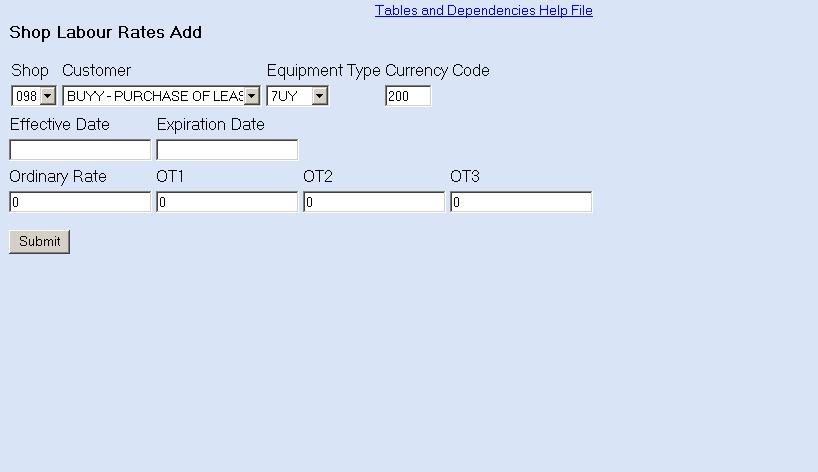 Tables and Dependencies Help File
Shop Labour Rates Add
Shop Customer Equipment Type Currency Code
098 BUYY - PURCHASE OF LEAS 7UY 200
Effective Date Expiration Date
Ordinary Rate OT1 OT2 OT3
0 0 0 0
Submit